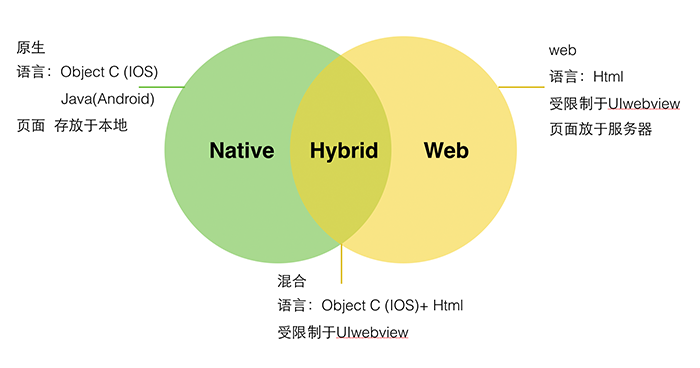 原生
语言：Object C (IOS)
Java(Android)
页面 存放于本地
Native
Hybrid
Web
web
语言：Html
受限制于UIwebview
页面放于服务器
混合
语言：Object C (IOS)+ Html
受限制于UIwebview